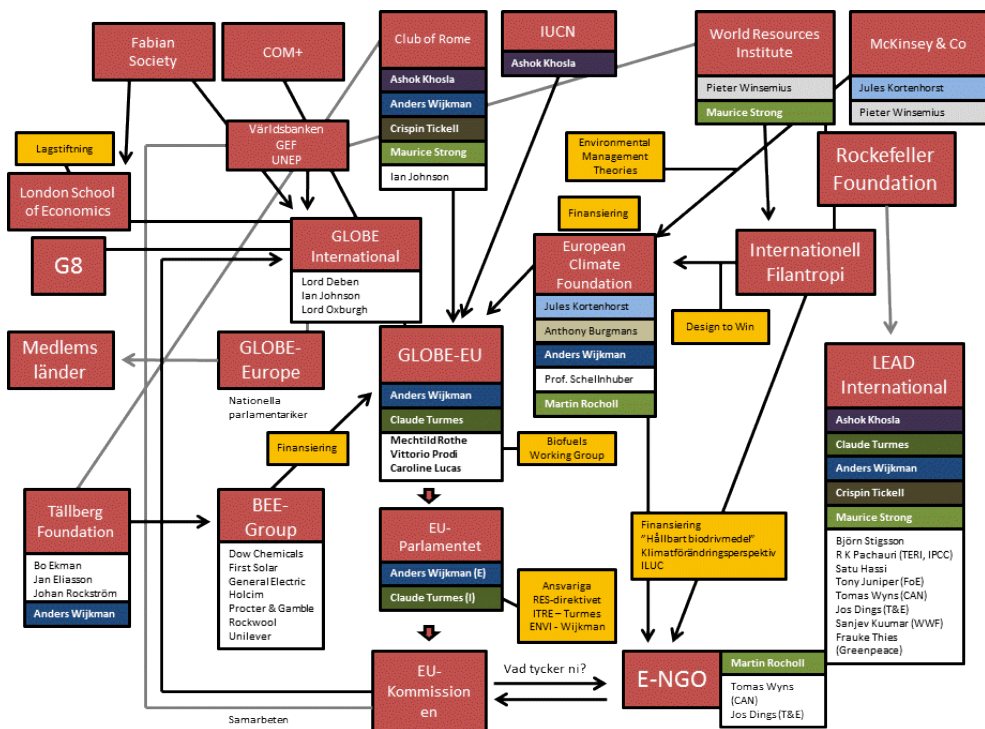 Fabian
Society
COM+
Club of Rome
Ashok Khosla
Anders Wijkman
Crispin Tickell
Maurice Strong
Ian Johnson
IUCN
Ashok Khosla
World Resources
Institute
Pieter Winsemius
Maurice Strong
McKinsey & Co
Jules Kortenhorst
Pieter Winsemius
Lagstiftning
London School
of Economics
Världsbanken
GEF
UNEP
Environmental
Management
Theories
Rockefeller
Foundation
G8
GLOBE
International
Lord Deben
Ian Johnson
Lord Oxburgh
Finansiering
European
Climate
Foundation
Jules Kortenhorst
Anthony Burgmans
Anders Wijkman
Prof. Schellnhuber
Martin Rocholl
Internationell
Filantropi
Design to Win
Medlems
länder
GLOBE-
Europe
Nationella
parlamentariker
GLOBE-EU
Anders Wijkman
Claude Turmes
Mechtild Rothe
Vittorio Prodi
Caroline Lucas
Finansiering
Biofuels
Working Group
LEAD
International
Ashok Khosla
Claude Turmes
Anders Wijkman
Crispin Tickell
Maurice Strong
Björn Stigsson
R K Pachauri (TERI, IPCC)
Satu Hassi
Tony Juniper (FoE)
Tomas Wyns (CAN)
Jos Dings (T&E)
Sanjev Kuumar (WWF)
Frauke Thies
(Greenpeace)
Tällberg
Foundation
Bo Ekman
Jan Eliasson
Johan Rockström
Anders Wijkman
BEE-
Group
Dow Chemicals
First Solar
General Electric
Holcim
Procter & Gamble
Rockwool
Unilever
EU-
Parlamentet
Anders Wijkman (E)
Claude Turmes (I)
Ansvariga
RES-direktivet
ITRE – Turmes
ENVI - Wijkman
Finansiering
”Hållbart biodrivmedel”
Klimatförändringsperspektiv
ILUC
Samarbeten
EU-
Kommission
en
Vad tycker ni?
E-NGO
Martin Rocholl
Tomas Wyns
(CAN)
Jos Dings (T&E)